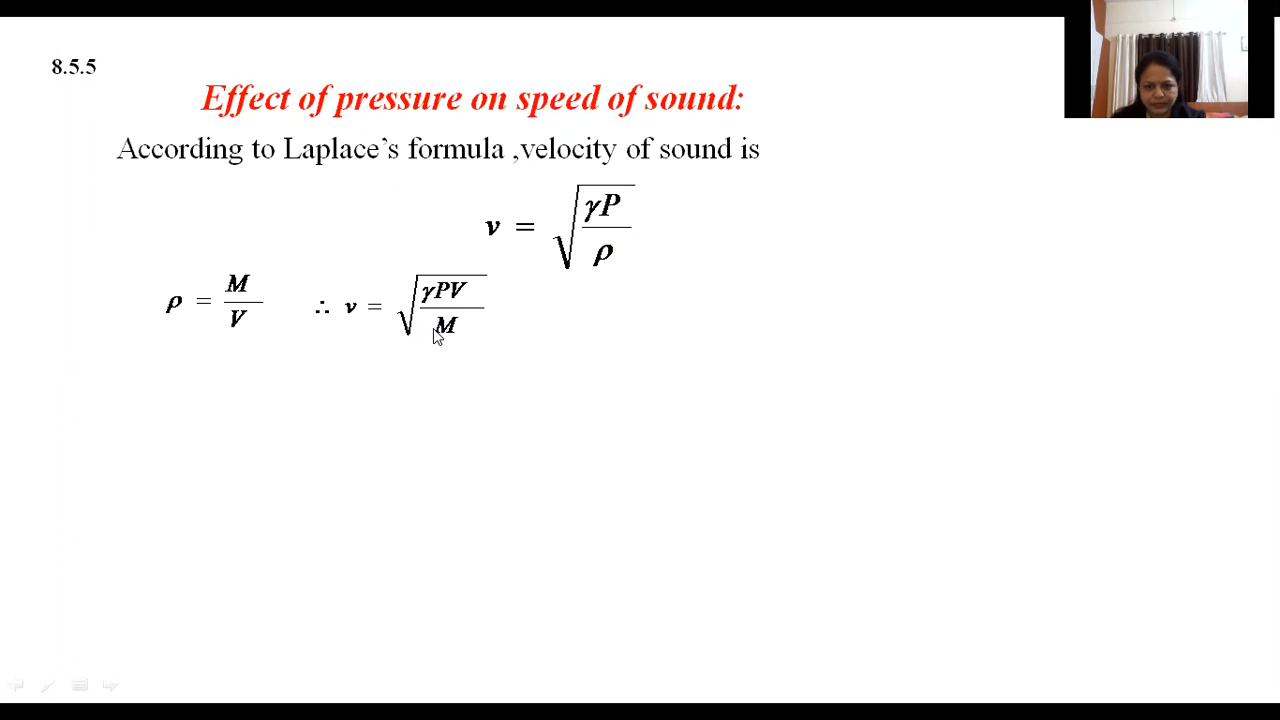 8.5.5
Effect of pressure on speed of sound:
According to Laplace’s formula ,velocity of sound is
v = √(γP/ρ)
ρ = M/V ∴ v = √(γPV/M)